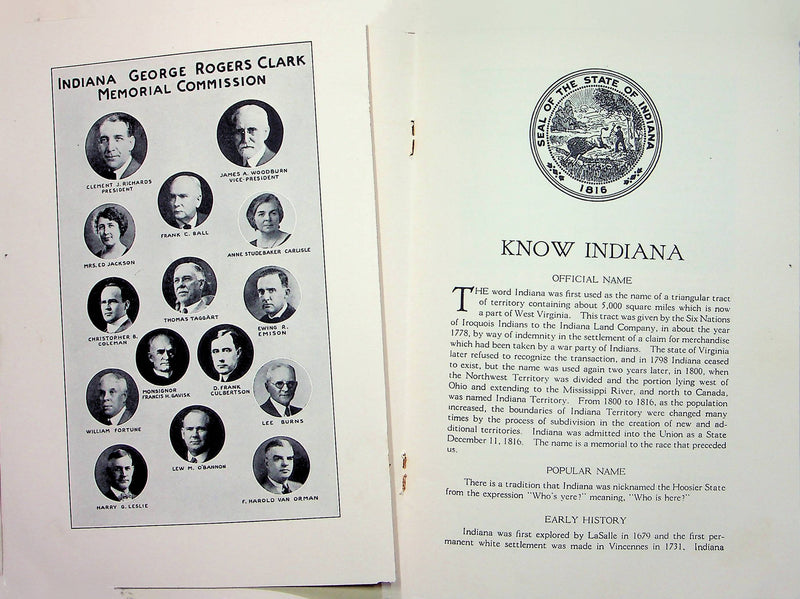 INDIANA GEORGE ROGERS CLARK
MEMORIAL COMMISSION
CLEMENT J. RICHARDS
PRESIDENT
JAMES A. WOODBURN
VICE-PRESIDENT
FRANK C. BALL
MRS. ED JACKSON
ANNE STUDEBAKER CARLISLE
THOMAS TAGGART
CHRISTOPHER B.
COLEMAN
EWING R.
EMISON
MONSIGNOR
FRANCIS H. GAVISK
D. FRANK
CULBERTSON
WILLIAM FORTUNE
LEE BURNS
LEW M. O'BANNON
HARRY G. LESLIE
F. HAROLD VAN ORMAN
SEAL OF THE STATE OF INDIANA
1816
KNOW INDIANA
OFFICIAL NAME
THE word Indiana was first used as the name of a triangular tract
of territory containing about 5,000 square miles which is now
a part of West Virginia. This tract was given by the Six Nations
of Iroquois Indians to the Indiana Land Company, in about the year
1778, by way of indemnity in the settlement of a claim for merchandise
which had been taken by a war party of Indians. The state of Virginia
later refused to recognize the transaction, and in 1798 Indiana ceased
to exist, but the name was used again two years later, in 1800, when
the Northwest Territory was divided and the portion lying west of
Ohio and extending to the Mississippi River, and north to Canada,
was named Indiana Territory. From 1800 to 1816, as the population
increased, the boundaries of Indiana Territory were changed many
times by the process of subdivision in the creation of new and ad-
ditional territories. Indiana was admitted into the Union as a State
December 11, 1816. The name is a memorial to the race that preceded
us.
POPULAR NAME
There is a tradition that Indiana was nicknamed the Hoosier State
from the expression "Who's yere?" meaning, "Who is here?"
EARLY HISTORY
Indiana was first explored by LaSalle in 1679 and the first per-
manent white settlement was made in Vincennes in 1731. Indiana